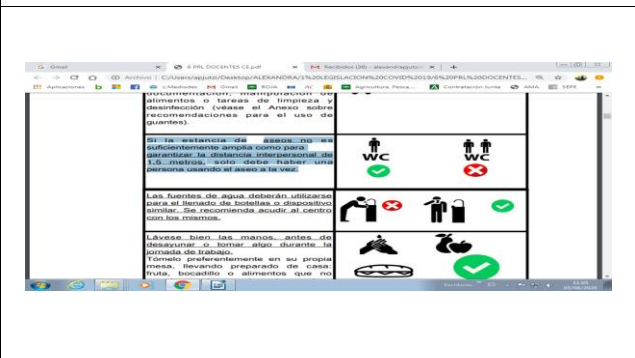 Gmail
6 PRL DOCENTES CE.pdf
Archivo | C:/Users/apjutzi/Desktop/ALEXANDRA/1%20LEGISLACION%20COVID%2019/6%20PRL%20DOCENTES...
Aplicaciones
Gmail
BOJA
Agricultura, Pesca,...
Contratación Junta
AMA
SEPE
documentación, manipulación de
alimentos o tareas de limpieza y
desinfección (véase el Anexo sobre
recomendaciones para el uso de
guantes).
Si la estancia de aseos no es
suficientemente amplia como para
garantizar la distancia interpersonal de
1,5 metros, solo debe haber una
persona usando el aseo a la vez.
WC
WC
Las fuentes de agua deberán utilizarse
para el llenado de botellas o dispositivo
similar. Se recomienda acudir al centro
con los mismos.
Lávese bien las manos, antes de
desayunar o tomar algo durante la
jornada de trabajo.
Tómelo preferentemente en su propia
mesa, llevando preparado de casa:
fruta, bocadillo o alimentos que no
Escritorio
ES